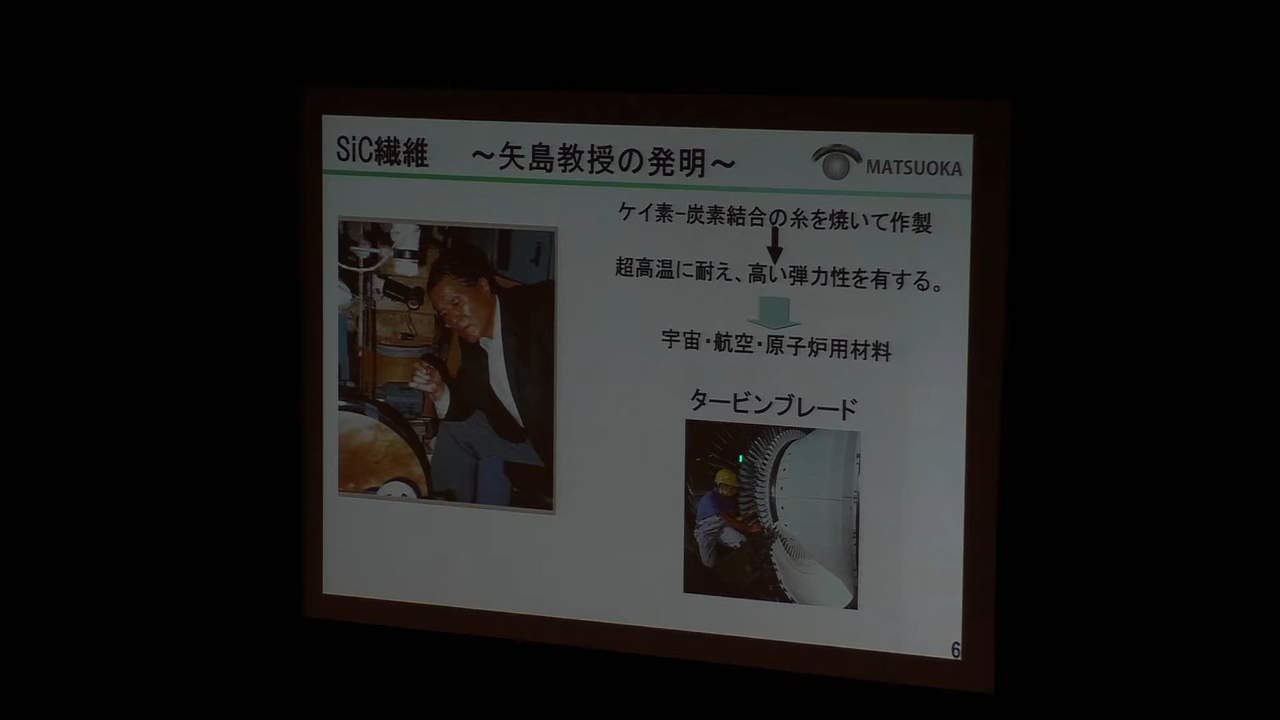 SiC繊維 ～矢島教授の発明～
MATSUOKA
ケイ素-炭素結合の糸を焼いて作製
超高温に耐え、高い弾力性を有する。
宇宙・航空・原子炉用材料
タービンブレード
6